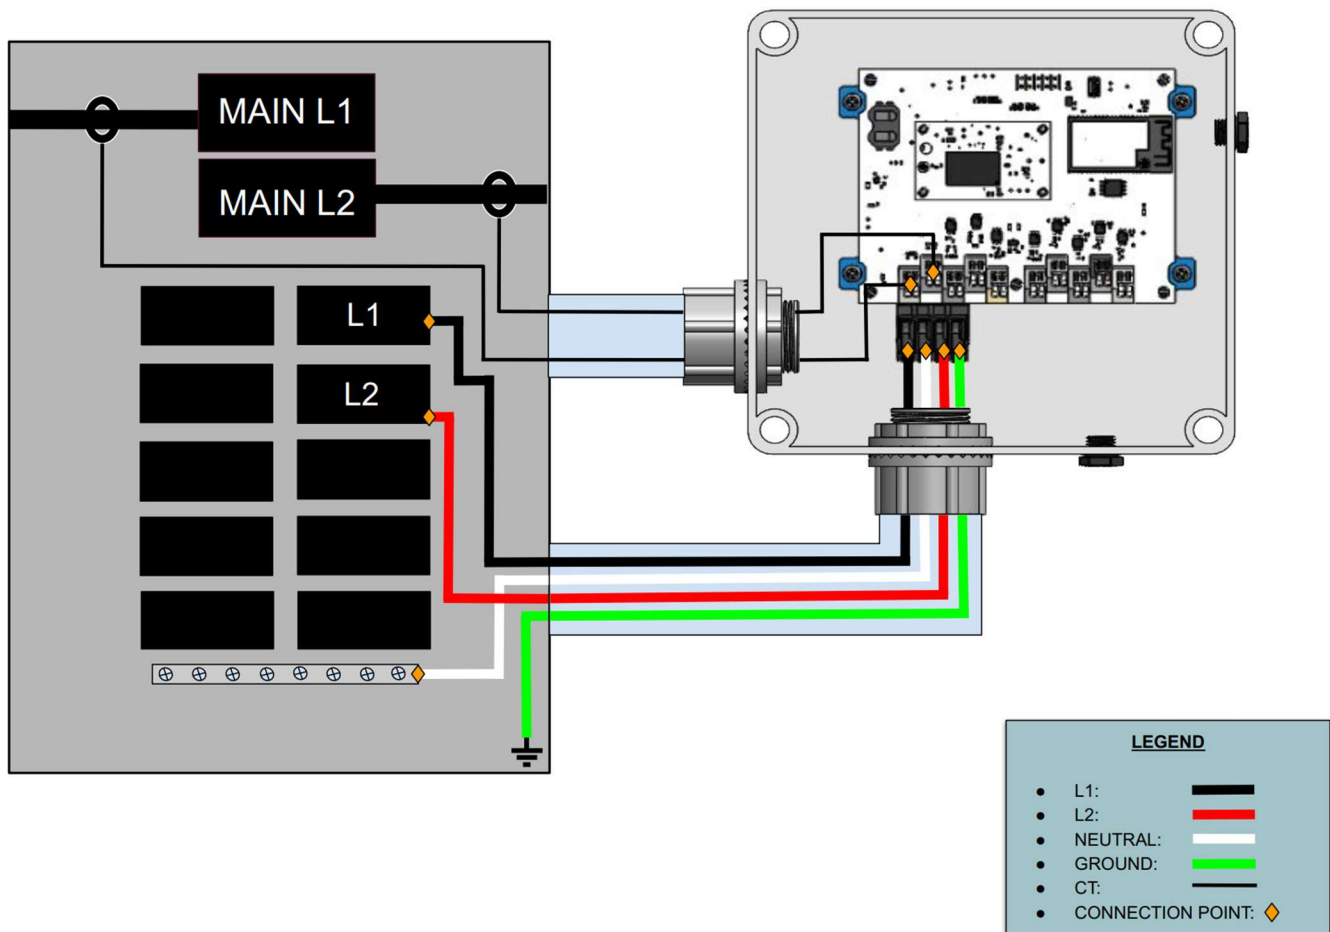 MAIN L1
MAIN L2
L1
L2
LEGEND
L1:
L2:
NEUTRAL:
GROUND:
CT:
CONNECTION POINT: